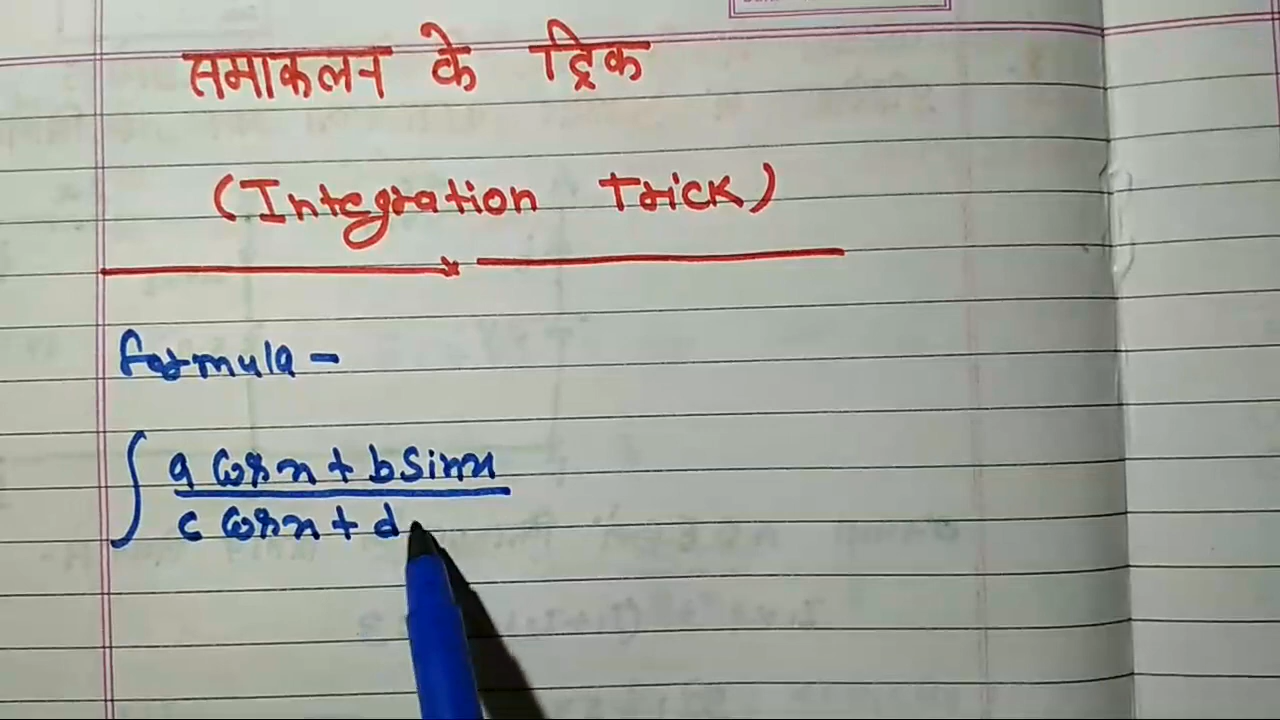 समाकलन के ट्रिक
(Integration Trick)
formula -
∫ a cosx + b sinx
c cosx + d